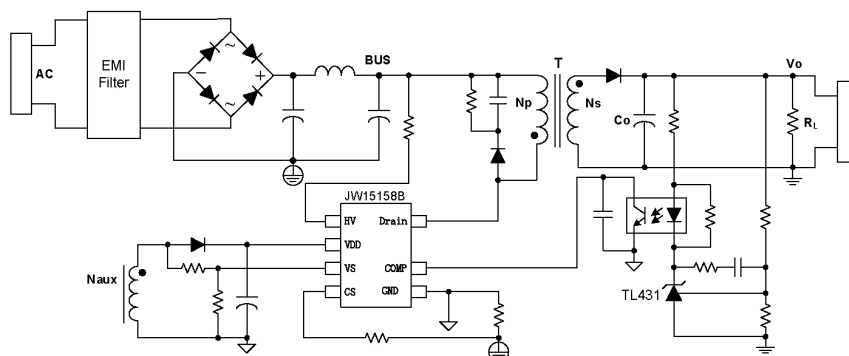 AC
EMI
Filter
~
-
+
~
BUS
T
Np
Ns
Vo
Co
RL
JW15158B
HV
Drain
VDD
VS
COMP
CS
GND
Naux
TL431